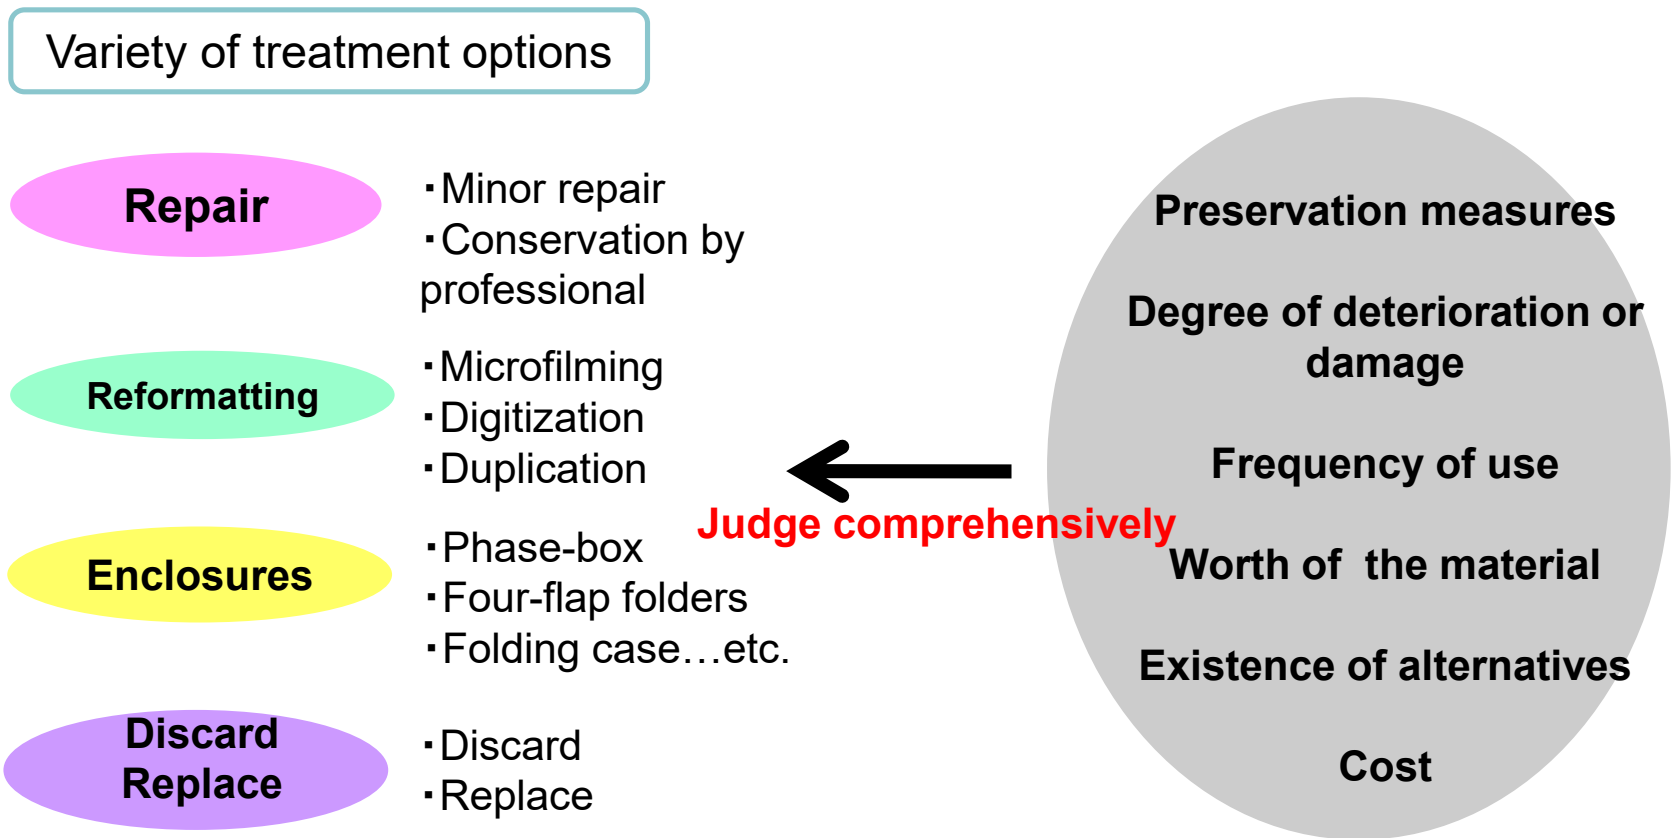 Variety of treatment options
Repair
・Minor repair
・Conservation by
professional
Reformatting
・Microfilming
・Digitization
・Duplication
Enclosures
・Phase-box
・Four-flap folders
・Folding case…etc.
Discard
Replace
・Discard
・Replace
Judge comprehensively
Preservation measures
Degree of deterioration or
damage
Frequency of use
Worth of  the material
Existence of alternatives
Cost